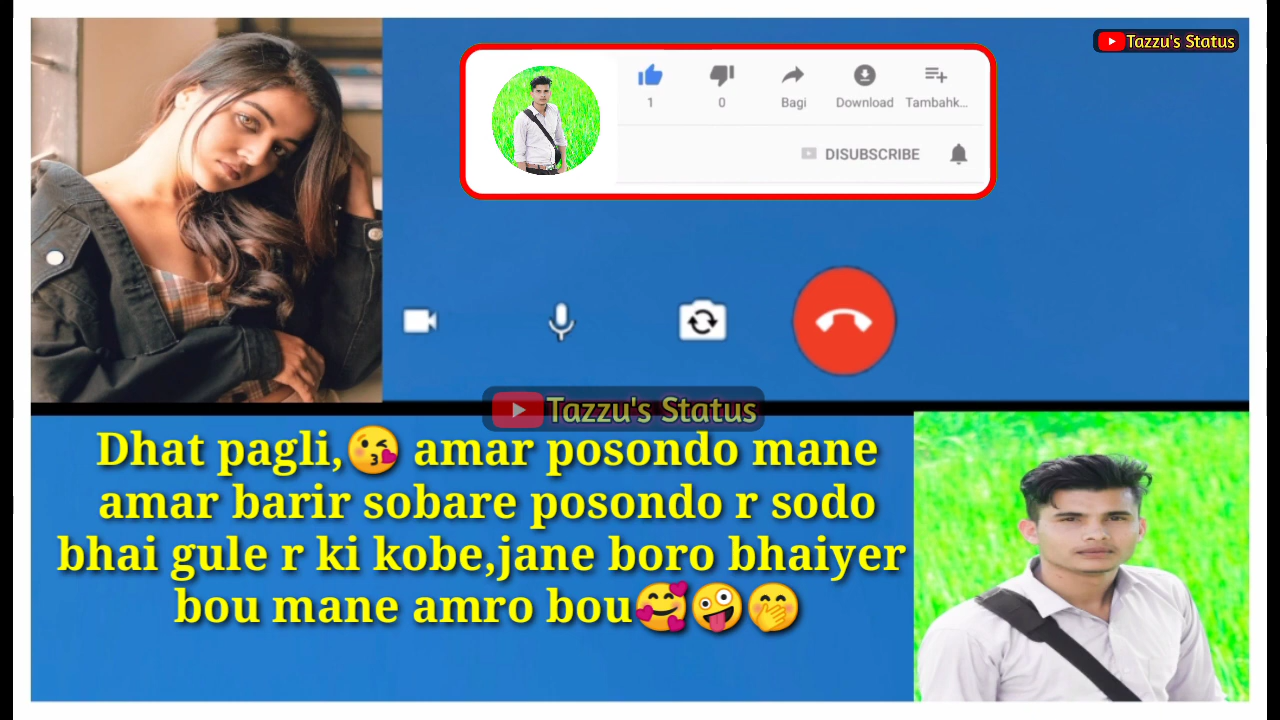 Tazzu's Status
1 0 Bagi Download Tambahk...
DISUBSCRIBE
Tazzu's Status
Dhat pagli,😘 amar posondo mane
amar barir sobare posondo r sodo
bhai gule r ki kobe,jane boro bhaiyer
bou mane amro bou🥰🤪🤭